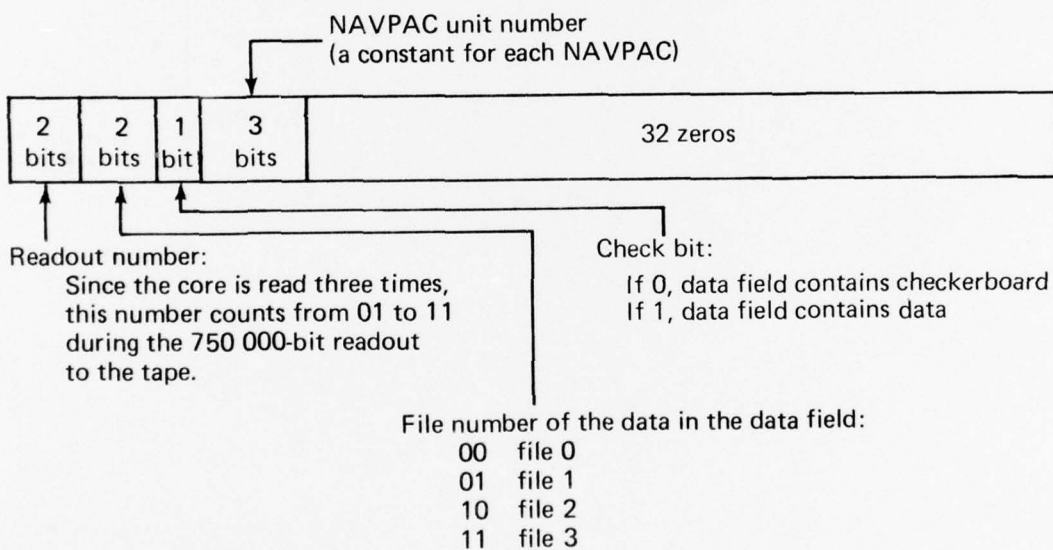 NAVPAC unit number
(a constant for each NAVPAC)
2 bits
2 bits
1 bit
3 bits
32 zeros
Readout number:
Since the core is read three times,
this number counts from 01 to 11
during the 750 000-bit readout
to the tape.
Check bit:
If 0, data field contains checkerboard
If 1, data field contains data
File number of the data in the data field:
00 file 0
01 file 1
10 file 2
11 file 3